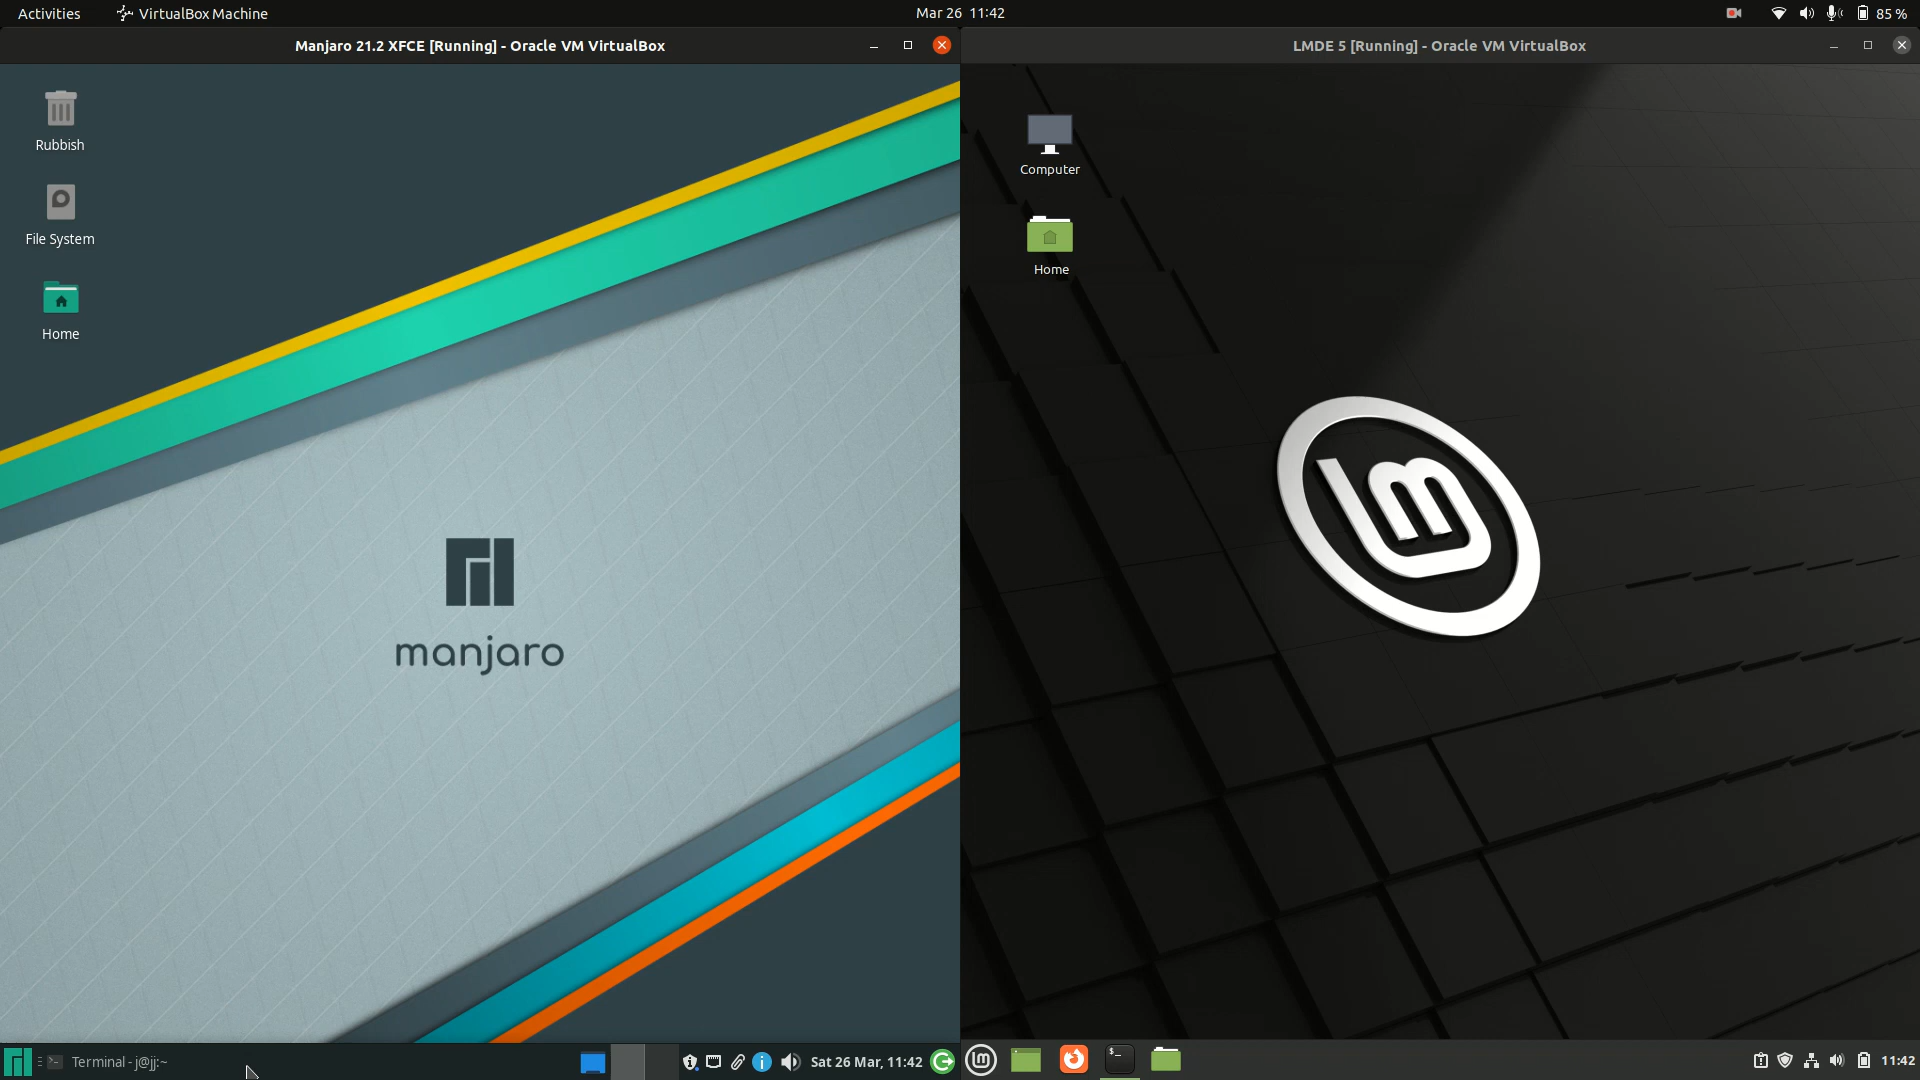 Activities
VirtualBox Machine
Mar 26 11:42
85 %
Manjaro 21.2 XFCE [Running] - Oracle VM VirtualBox
LMDE 5 [Running] - Oracle VM VirtualBox
Rubbish
File System
Home
manjaro
Computer
Home
lm
Terminal - j@jj:~
Sat 26 Mar, 11:42
lm
$_
11:42